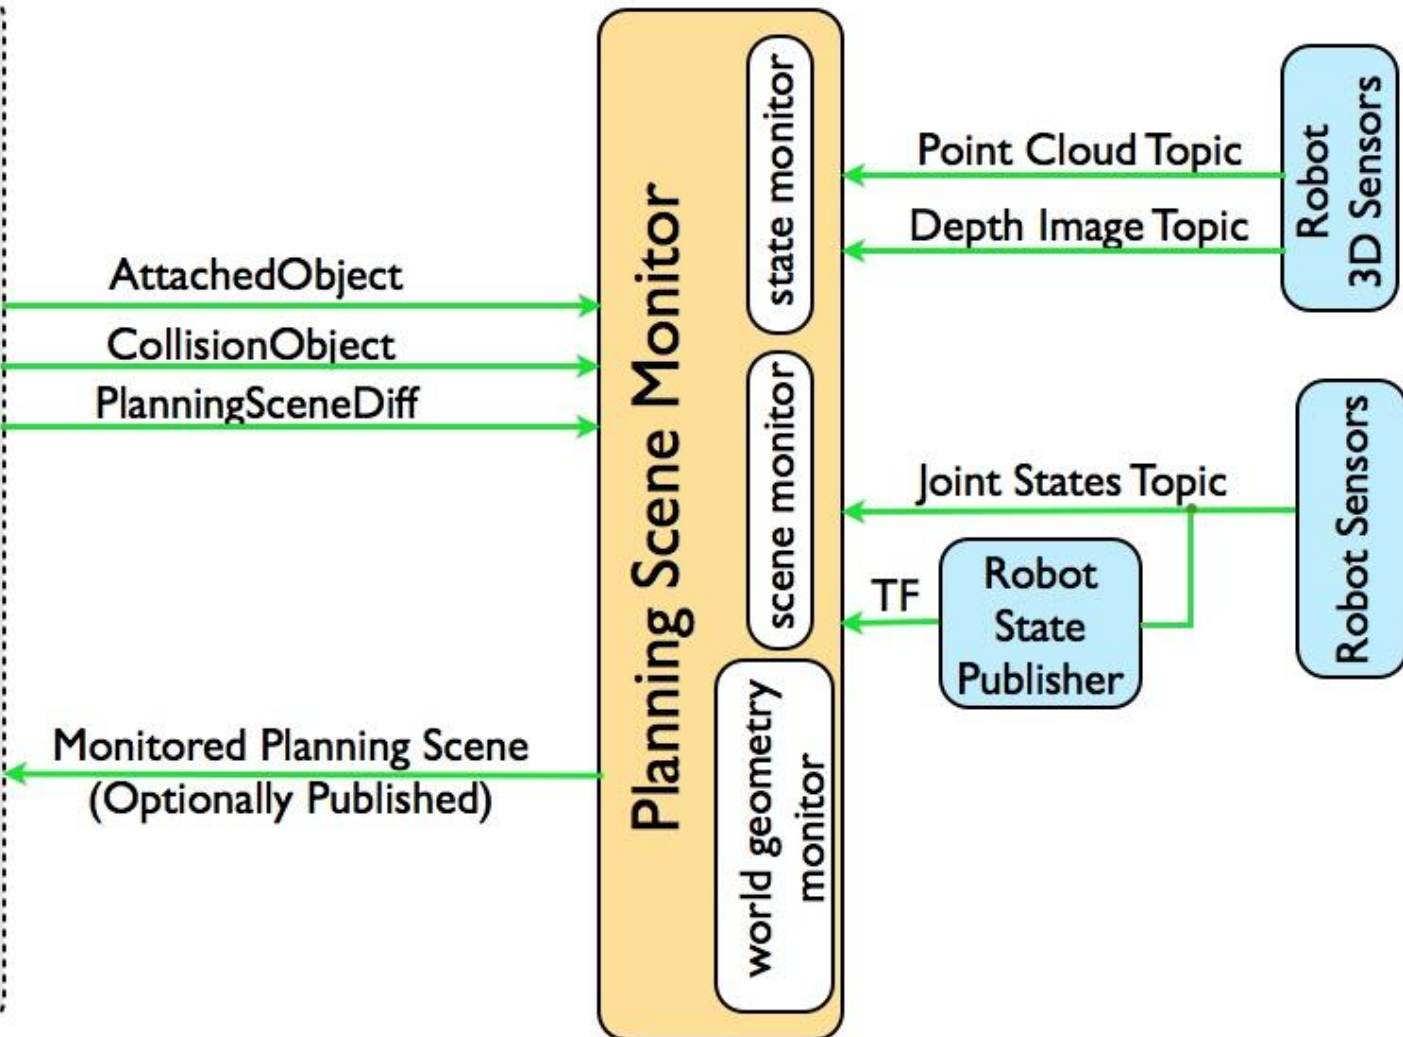 AttachedObject
CollisionObject
PlanningSceneDiff
Monitored Planning Scene
(Optionally Published)
Planning Scene Monitor
state monitor
scene monitor
world geometry
monitor
Point Cloud Topic
Depth Image Topic
Robot
3D Sensors
Joint States Topic
TF
Robot
State
Publisher
Robot Sensors